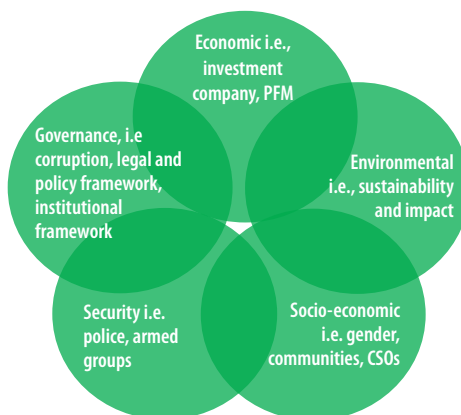 Economic i.e.,
investment
company, PFM
Governance, i.e
corruption, legal and
policy framework,
institutional
framework
Environmental
i.e., sustainability
and impact
Security i.e.
police, armed
groups
Socio-economic
i.e. gender,
communities, CSOs